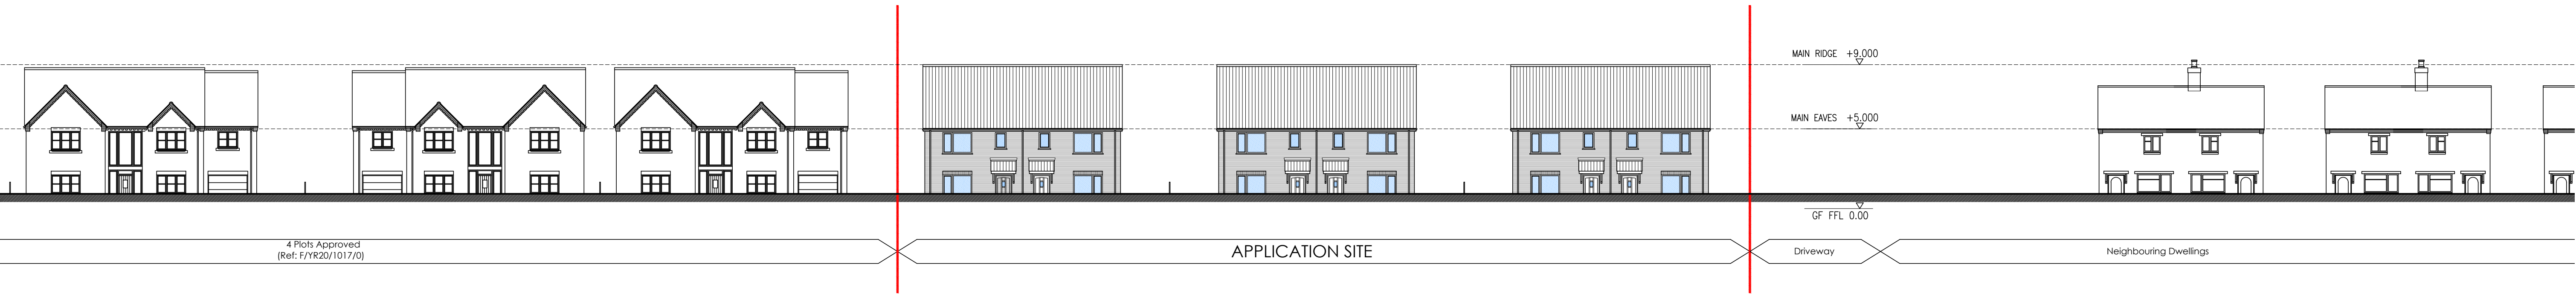 MAIN RIDGE +9.000
MAIN EAVES +5.000
GF FFL 0.00
4 Plots Approved
(Ref: F/YR20/1017/0)
APPLICATION SITE
Driveway
Neighbouring Dwellings